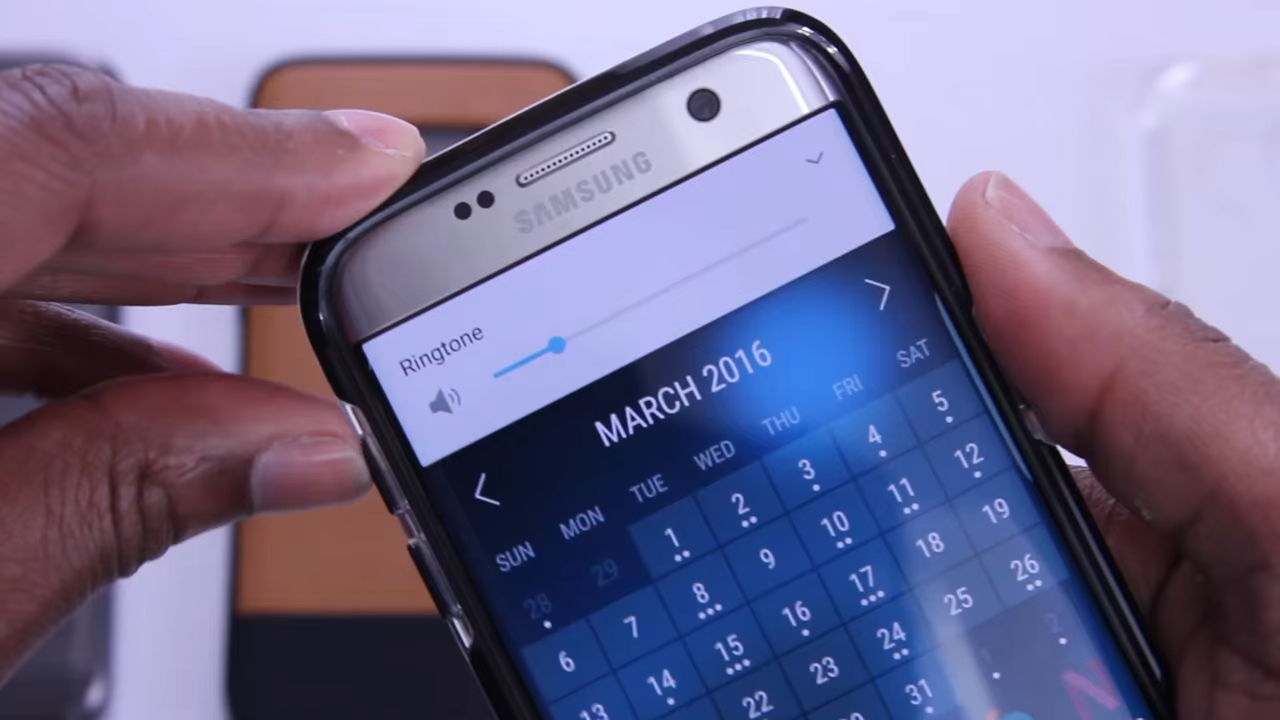 SAMSUNG
Ringtone
MARCH 2016
SUN MON TUE WED THU FRI SAT
28 29 1 2 3 4 5
6 7 8 9 10 11 12
13 14 15 16 17 18 19
22 23 24 25 26
31